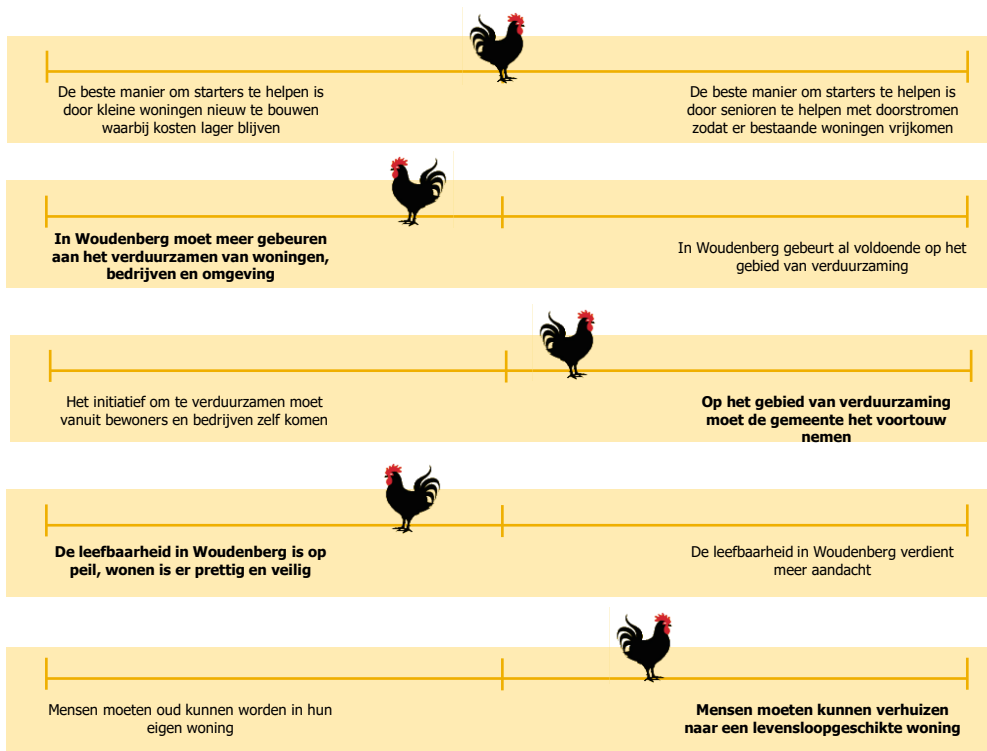 De beste manier om starters te helpen is
door kleine woningen nieuw te bouwen
waarbij kosten lager blijven
De beste manier om starters te helpen is
door senioren te helpen met doorstromen
zodat er bestaande woningen vrijkomen
In Woudenberg moet meer gebeuren
aan het verduurzamen van woningen,
bedrijven en omgeving
In Woudenberg gebeurt al voldoende op het
gebied van verduurzaming
Het initiatief om te verduurzamen moet
vanuit bewoners en bedrijven zelf komen
Op het gebied van verduurzaming
moet de gemeente het voortouw
nemen
De leefbaarheid in Woudenberg is op
peil, wonen is er prettig en veilig
De leefbaarheid in Woudenberg verdient
meer aandacht
Mensen moeten oud kunnen worden in hun
eigen woning
Mensen moeten kunnen verhuizen
naar een levensloopgeschikte woning